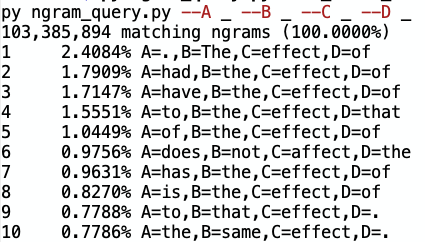 py ngram_query.py --A _ --B _ --C _ --D _
103,385,894 matching ngrams (100.0000%)
1 2.4084% A=.,B=The,C=effect,D=of
2 1.7909% A=had,B=the,C=effect,D=of
3 1.7147% A=have,B=the,C=effect,D=of
4 1.5551% A=to,B=the,C=effect,D=that
5 1.0449% A=of,B=the,C=effect,D=of
6 0.9756% A=does,B=not,C=affect,D=the
7 0.9631% A=has,B=the,C=effect,D=of
8 0.8270% A=is,B=the,C=effect,D=of
9 0.7788% A=to,B=that,C=effect,D=.
10 0.7786% A=the,B=same,C=effect,D=.